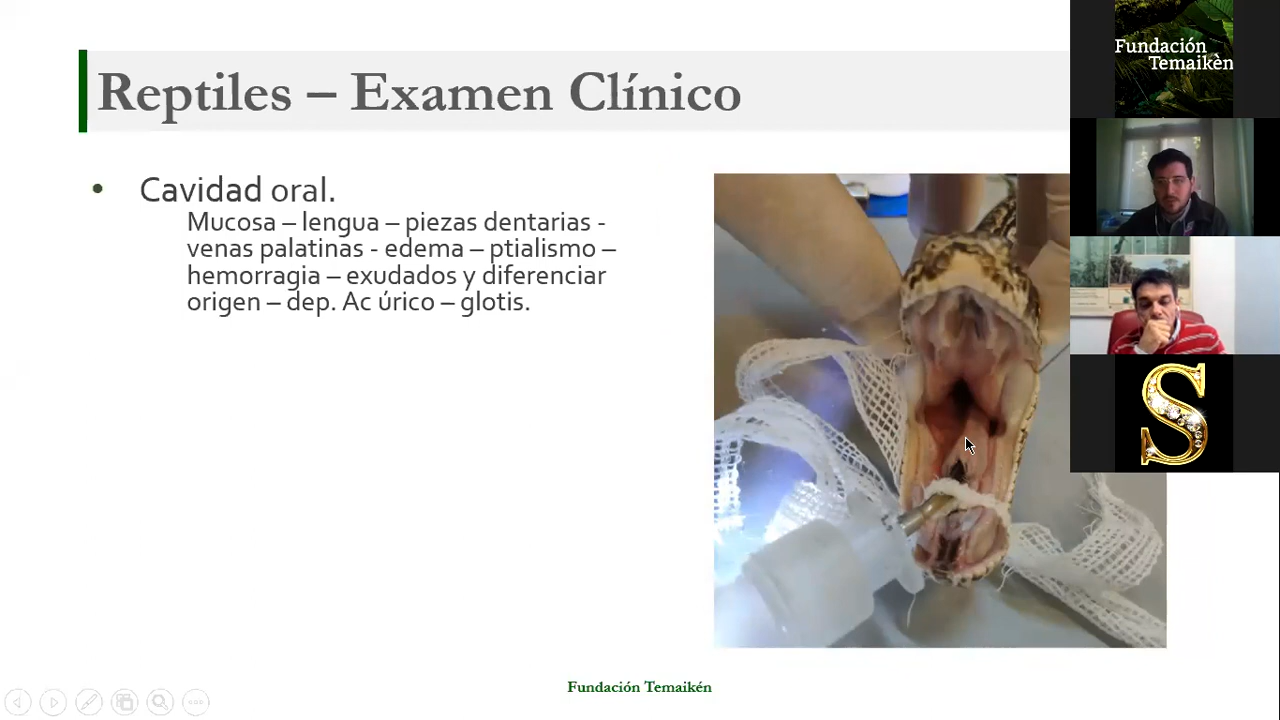 Reptiles – Examen Clínico
• Cavidad oral.
Mucosa – lengua – piezas dentarias -
venas palatinas - edema – ptialismo –
hemorragia – exudados y diferenciar
origen – dep. Ac úrico – glotis.
Fundación Temaikén
Fundación
Temaikèn
S